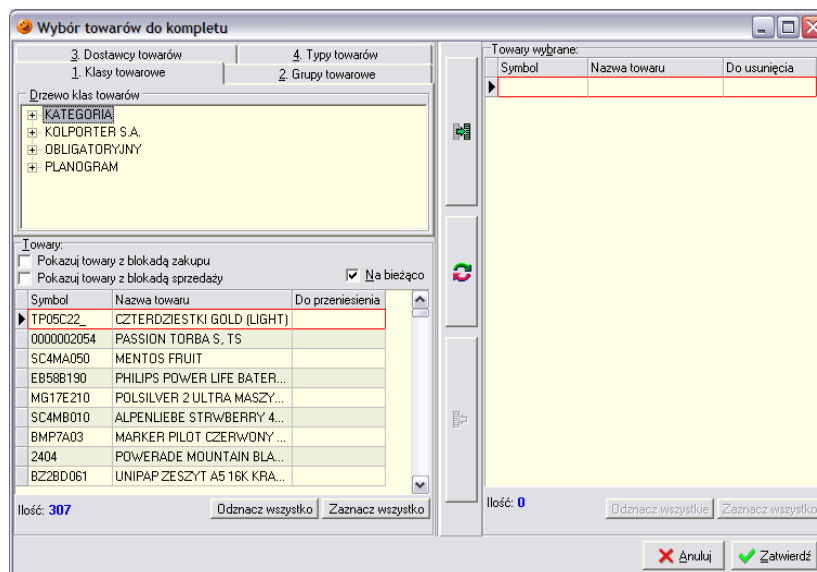 Wybór towarów do kompletu
3. Dostawcy towarów
4. Typy towarów
1. Klasy towarowe
2. Grupy towarowe
Drzewo klas towarów
KATEGORIA
KOLPORTER S.A.
OBLIGATORYJNY
PLANOGRAM
Towary:
Pokazuj towary z blokadą zakupu
Pokazuj towary z blokadą sprzedaży
Na bieżąco
Symbol Nazwa towaru Do przeniesienia
TP05C22_ CZTERDZIESTKI GOLD (LIGHT)
0000002054 PASSION TORBA S, TS
SC4MA050 MENTOS FRUIT
EB58B190 PHILIPS POWER LIFE BATER...
MG17E210 POLSILVER 2 ULTRA MASZY...
SC4MB010 ALPENLIEBE STRWBERRY 4...
BMP7A03 MARKER PILOT CZERWONY ...
2404 POWERADE MOUNTAIN BLA...
BZ2BD061 UNIPAP ZESZYT A5 16K KRA...
Ilość: 307
Odznacz wszystko
Zaznacz wszystko
Towary wybrane:
Symbol Nazwa towaru Do usunięcia
Ilość: 0
Odznacz wszystkie
Zaznacz wszystko
Anuluj
Zatwierdź